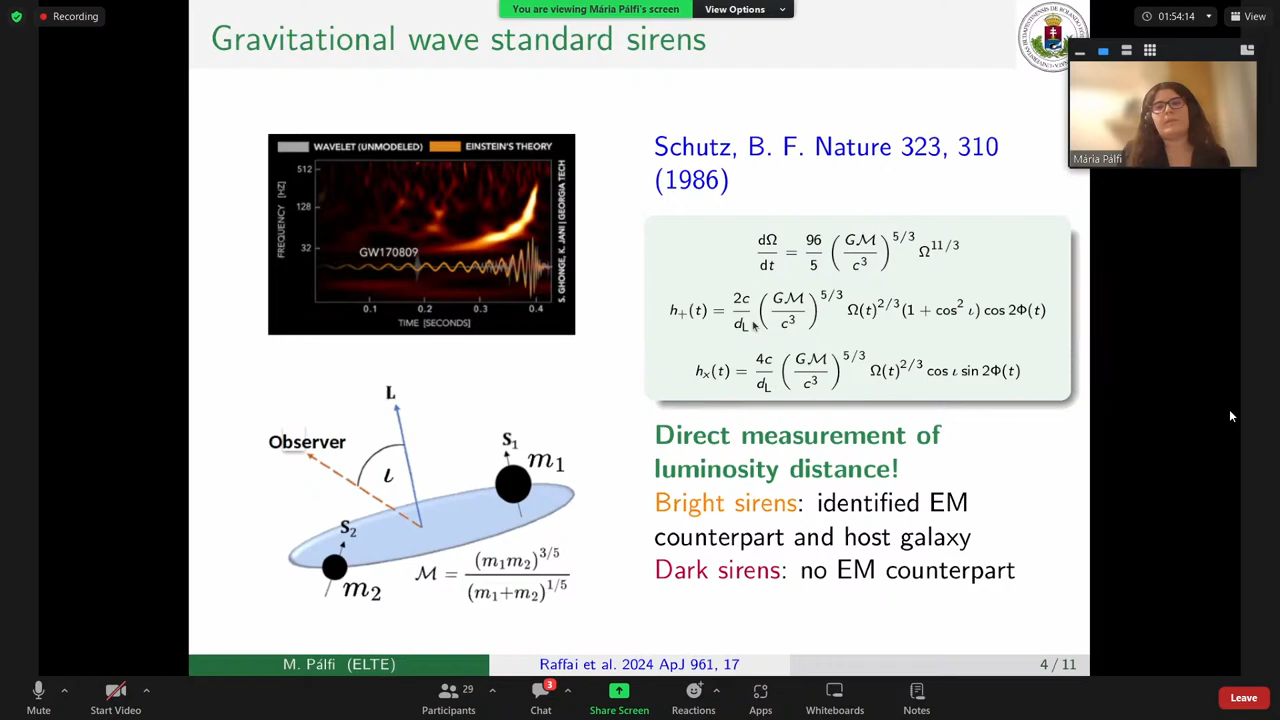 Recording
You are viewing Mária Pálfi's screen
View Options
01:54:14
View
Gravitational wave standard sirens
Mária Pálfi
WAVELET (UNMODELED)
EINSTEIN'S THEORY
FREQUENCY [HZ]
512
128
32
GW170809
0.1 0.2 0.3 0.4
TIME [SECONDS]
S. GHONGE, K. JANI | GEORGIA TECH
Schutz, B. F. Nature 323, 310
(1986)
dΩ/dt = 96/5 (Gℳ/c³)^5/3 Ω^11/3
h₊(t) = 2c/d_L (Gℳ/c³)^5/3 Ω(t)^2/3 (1 + cos² ι) cos 2Φ(t)
hₓ(t) = 4c/d_L (Gℳ/c³)^5/3 Ω(t)^2/3 cos ι sin 2Φ(t)
L
Observer
ι
S₁
m₁
S₂
m₂
ℳ = (m₁m₂)^3/5 / (m₁+m₂)^1/5
Direct measurement of
luminosity distance!
Bright sirens: identified EM
counterpart and host galaxy
Dark sirens: no EM counterpart
M. Pálfi (ELTE)
Raffai et al. 2024 ApJ 961, 17
4 / 11
Mute
Start Video
29
Participants
3
Chat
Share Screen
Reactions
Apps
Whiteboards
Notes
Leave